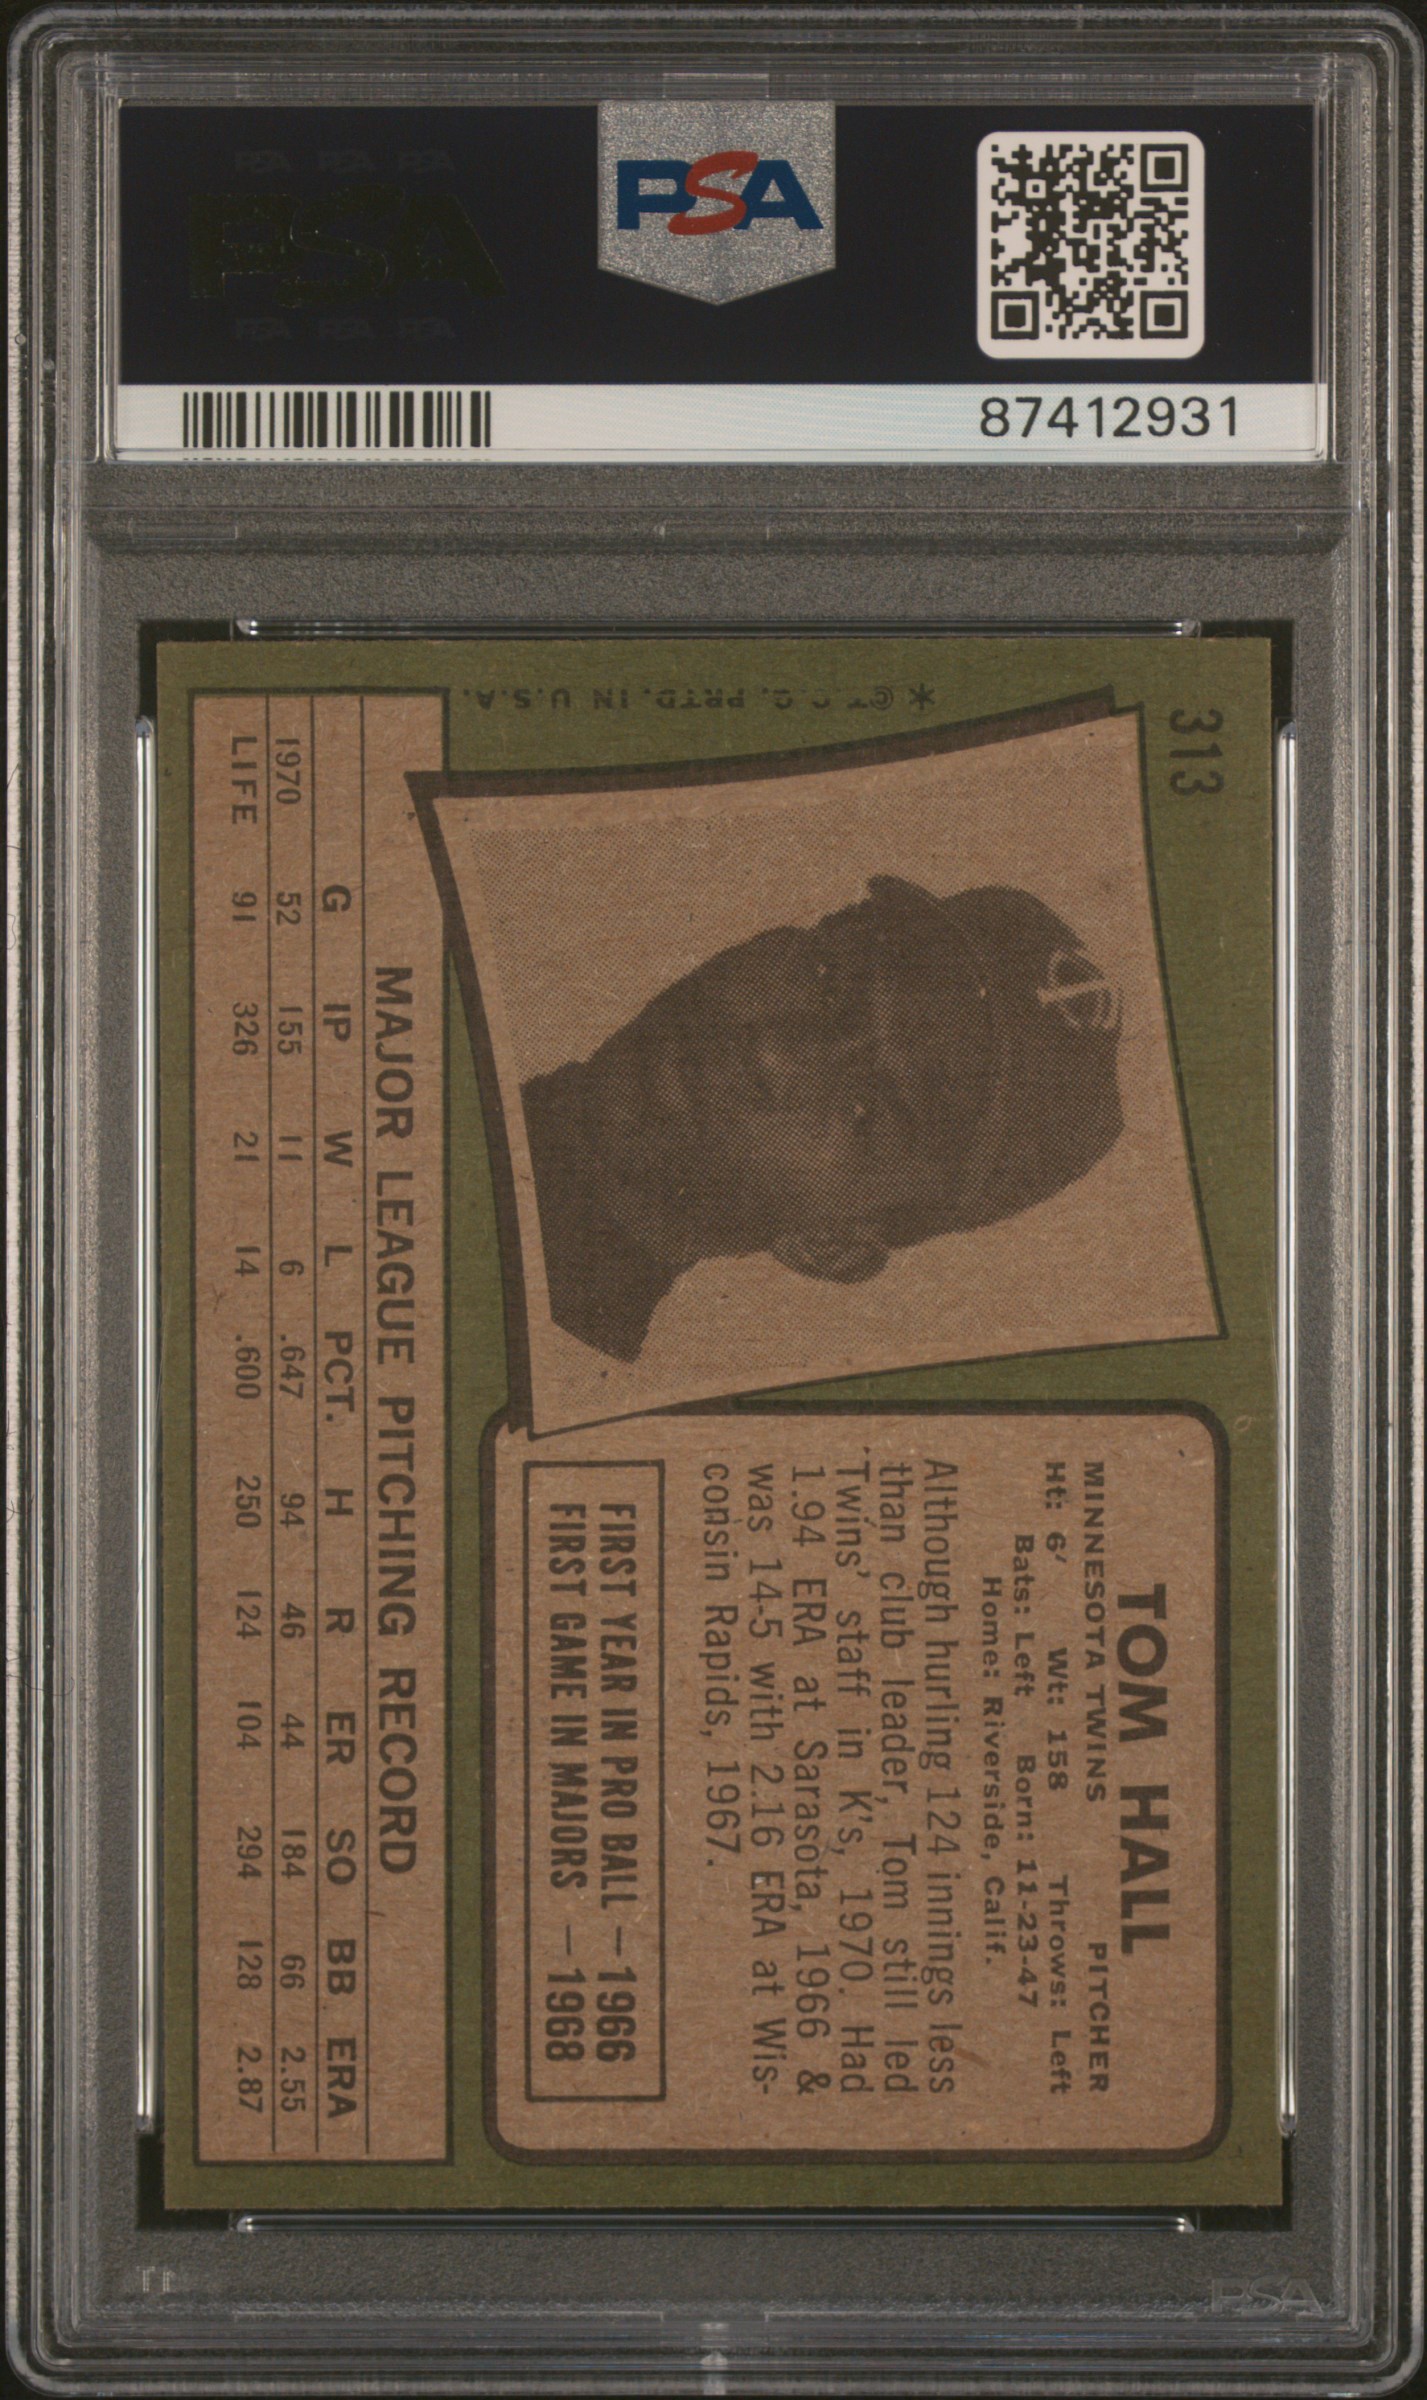 PSA
87412931
313
* © T.C.G. PRTD. IN U.S.A.
TOM HALL
MINNESOTA TWINS PITCHER
Ht: 6' Wt: 158 Throws: Left
Bats: Left Born: 11-23-47
Home: Riverside, Calif.
Although hurling 124 innings less
than club leader, Tom still led
Twins' staff in K's, 1970. Had
1.94 ERA at Sarasota, 1966 &
was 14-5 with 2.16 ERA at Wis-
consin Rapids, 1967.
FIRST YEAR IN PRO BALL — 1966
FIRST GAME IN MAJORS — 1968
MAJOR LEAGUE PITCHING RECORD
G IP W L PCT. H R ER SO BB ERA
1970 52 155 11 6 .647 94 46 44 184 66 2.55
LIFE 91 326 21 14 .600 250 124 104 294 128 2.87
PSA